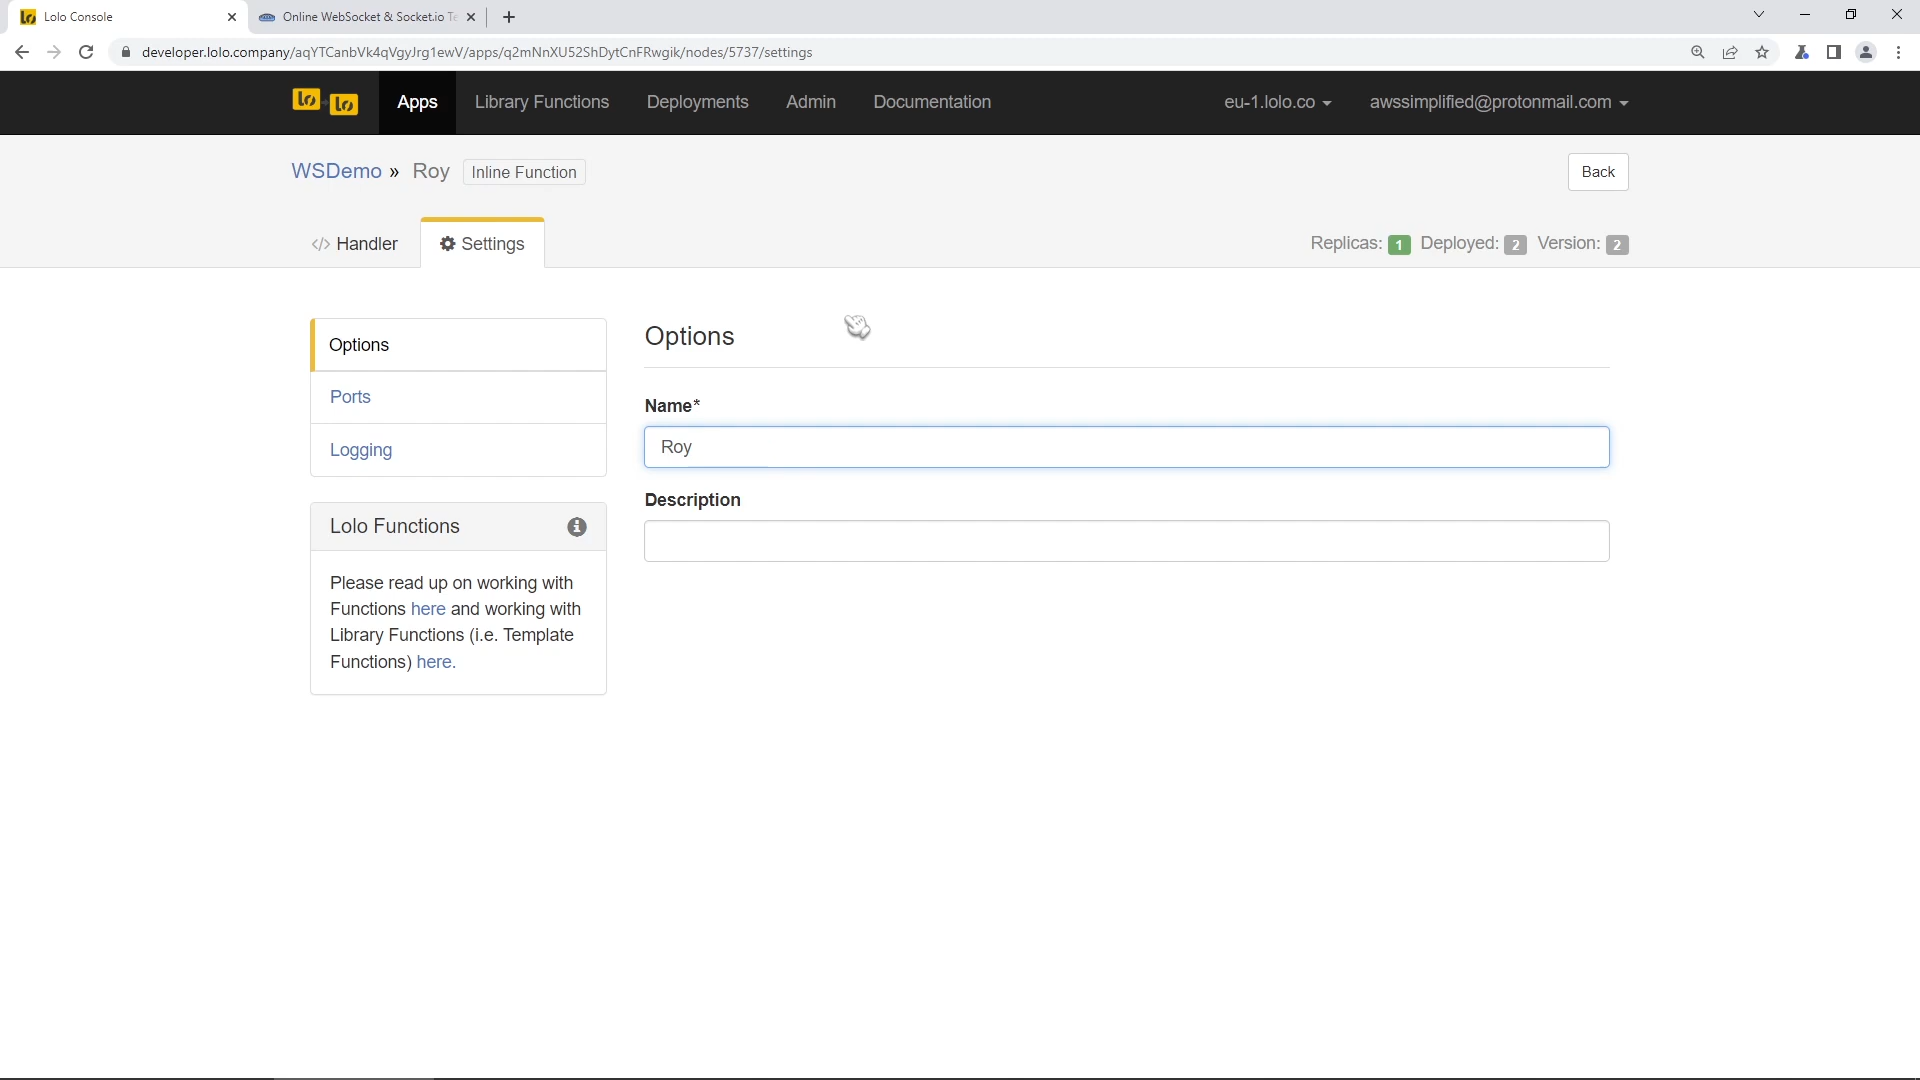 Lolo Console
Online WebSocket & Socket.io Te
developer.lolo.company/aqYTCanbVk4qVgyJrg1ewV/apps/q2mNnXU52ShDytCnFRwgik/nodes/5737/settings
lo lo Apps Library Functions Deployments Admin Documentation eu-1.lolo.co awssimplified@protonmail.com
WSDemo » Roy Inline Function Back
</> Handler Settings Replicas: 1 Deployed: 2 Version: 2
Options
Ports
Logging
Lolo Functions
Please read up on working with
Functions here and working with
Library Functions (i.e. Template
Functions) here.
Options
Name*
Roy
Description